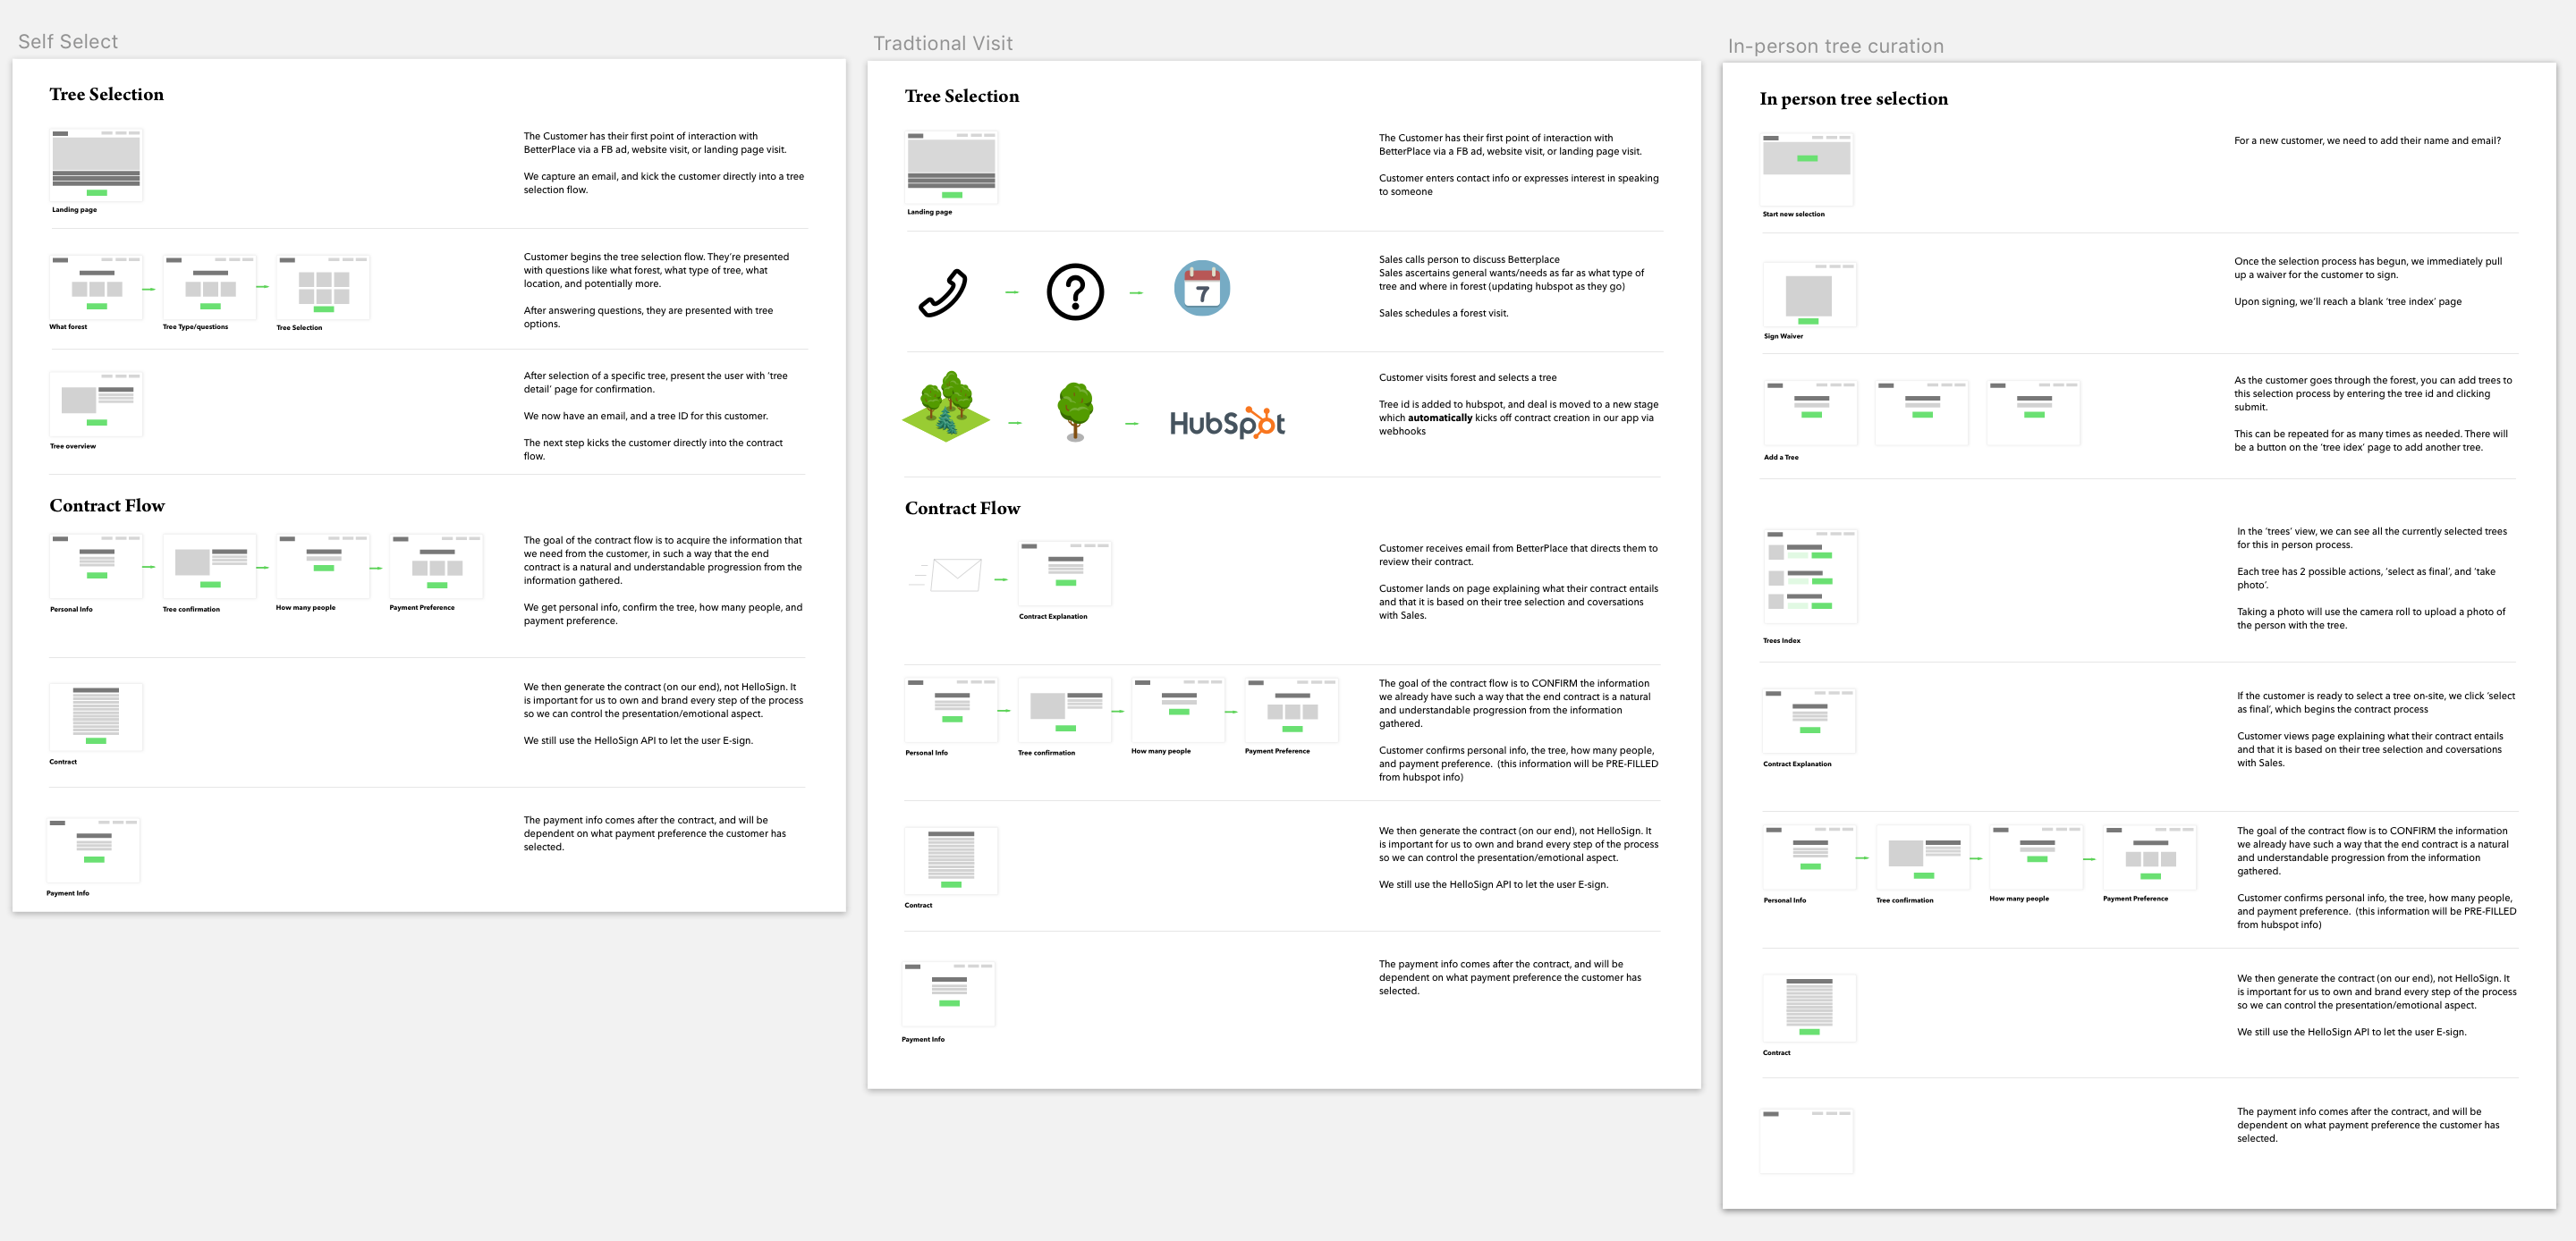 Self Select
Tree Selection
The Customer has their first point of interaction with
BetterPlace via a FB ad, website visit, or landing page visit.
We capture an email, and kick the customer directly into a tree
selection flow.
Landing page
Customer begins the tree selection flow. They're presented
with questions like what forest, what type of tree, what
location, and potentially more.
After answering questions, they are presented with tree
options.
What forest
Tree Type/questions
Tree Selection
After selection of a specific tree, present the user with 'tree
detail' page for confirmation.
We now have an email, and a tree ID for this customer.
The next step kicks the customer directly into the contract
flow.
Tree overview
Contract Flow
The goal of the contract flow is to acquire the information that
we need from the customer, in such a way that the end
contract is a natural and understandable progression from the
information gathered.
We get personal info, confirm the tree, how many people, and
payment preference.
Personal Info
Tree confirmation
How many people
Payment Preference
We then generate the contract (on our end), not HelloSign. It
is important for us to own and brand every step of the process
so we can control the presentation/emotional aspect.
We still use the HelloSign API to let the user E-sign.
Contract
The payment info comes after the contract, and will be
dependent on what payment preference the customer has
selected.
Payment Info
Tradtional Visit
Tree Selection
The Customer has their first point of interaction with
BetterPlace via a FB ad, website visit, or landing page visit.
Customer enters contact info or expresses interest in speaking
to someone
Landing page
7
Sales calls person to discuss Betterplace
Sales ascertains general wants/needs as far as what type of
tree and where in forest (updating hubspot as they go)
Sales schedules a forest visit.
HubSpot
Customer visits forest and selects a tree
Tree id is added to hubspot, and deal is moved to a new stage
which automatically kicks off contract creation in our app via
webhooks
Contract Flow
Customer receives email from BetterPlace that directs them to
review their contract.
Customer lands on page explaining what their contract entails
and that it is based on their tree selection and coversations
with Sales.
Contract Explanation
The goal of the contract flow is to CONFIRM the information
we already have such a way that the end contract is a natural
and understandable progression from the information
gathered.
Customer confirms personal info, the tree, how many people,
and payment preference. (this information will be PRE-FILLED
from hubspot info)
Personal Info
Tree confirmation
How many people
Payment Preference
We then generate the contract (on our end), not HelloSign. It
is important for us to own and brand every step of the process
so we can control the presentation/emotional aspect.
We still use the HelloSign API to let the user E-sign.
Contract
The payment info comes after the contract, and will be
dependent on what payment preference the customer has
selected.
Payment Info
In-person tree curation
In person tree selection
For a new customer, we need to add their name and email?
Start new selection
Once the selection process has begun, we immediately pull
up a waiver for the customer to sign.
Upon signing, we'll reach a blank 'tree index' page
Sign Waiver
As the customer goes through the forest, you can add trees to
this selection process by entering the tree id and clicking
submit.
This can be repeated for as many times as needed. There will
be a button on the 'tree idex' page to add another tree.
Add a Tree
In the 'trees' view, we can see all the currently selected trees
for this in person process.
Each tree has 2 possible actions, 'select as final', and 'take
photo'.
Taking a photo will use the camera roll to upload a photo of
the person with the tree.
Trees Index
If the customer is ready to select a tree on-site, we click 'select
as final', which begins the contract process
Customer views page explaining what their contract entails
and that it is based on their tree selection and coversations
with Sales.
Contract Explanation
The goal of the contract flow is to CONFIRM the information
we already have such a way that the end contract is a natural
and understandable progression from the information
gathered.
Customer confirms personal info, the tree, how many people,
and payment preference. (this information will be PRE-FILLED
from hubspot info)
Personal Info
Tree confirmation
How many people
Payment Preference
We then generate the contract (on our end), not HelloSign. It
is important for us to own and brand every step of the process
so we can control the presentation/emotional aspect.
We still use the HelloSign API to let the user E-sign.
Contract
The payment info comes after the contract, and will be
dependent on what payment preference the customer has
selected.